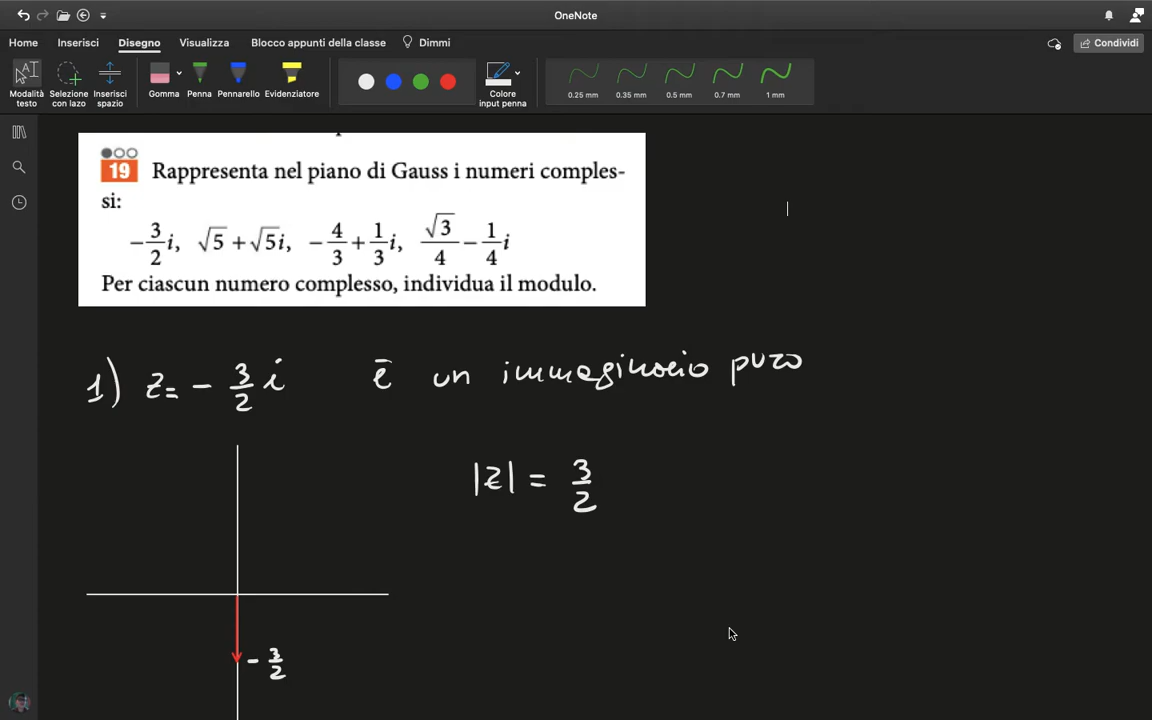 OneNote
Home Inserisci Disegno Visualizza Blocco appunti della classe Dimmi Condividi
Modalità testo Selezione con lazo Inserisci spazio Gomma Penna Pennarello Evidenziatore Colore input penna 0.25 mm 0.35 mm 0.5 mm 0.7 mm 1 mm
19 Rappresenta nel piano di Gauss i numeri comples-
si:
-3/2 i, √5 + √5i, -4/3 + 1/3 i, √3/4 - 1/4 i
Per ciascun numero complesso, individua il modulo.
1) z = - 3/2 i è un immaginario puro
|z| = 3/2
- 3/2